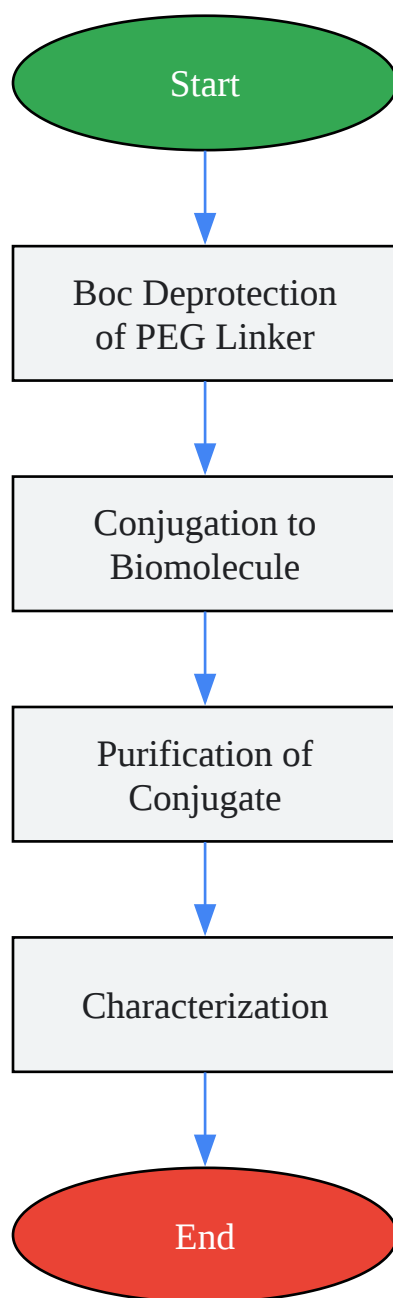 Start
Boc Deprotection
of PEG Linker
Conjugation to
Biomolecule
Purification of
Conjugate
Characterization
End